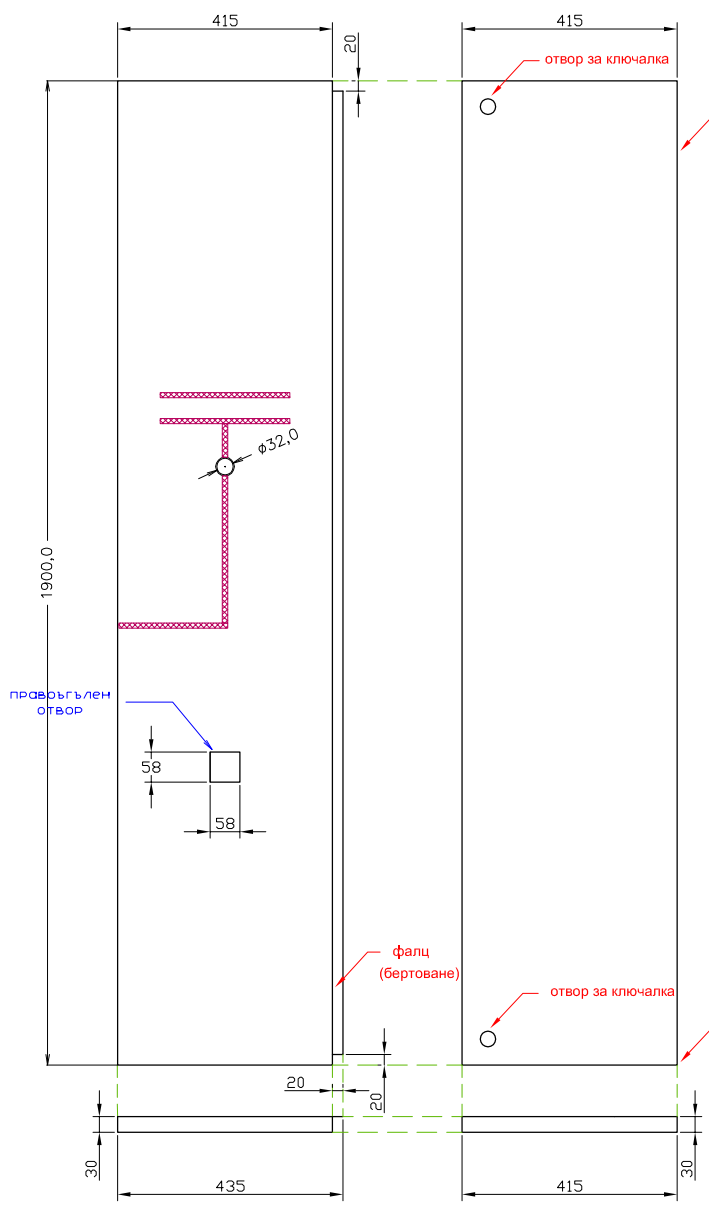 415
415
20
отвор за ключалка
ø32,0
1900,0
правоъгълен
отвор
58
58
фалц
(бертоване)
отвор за ключалка
20
20
30
30
435
415